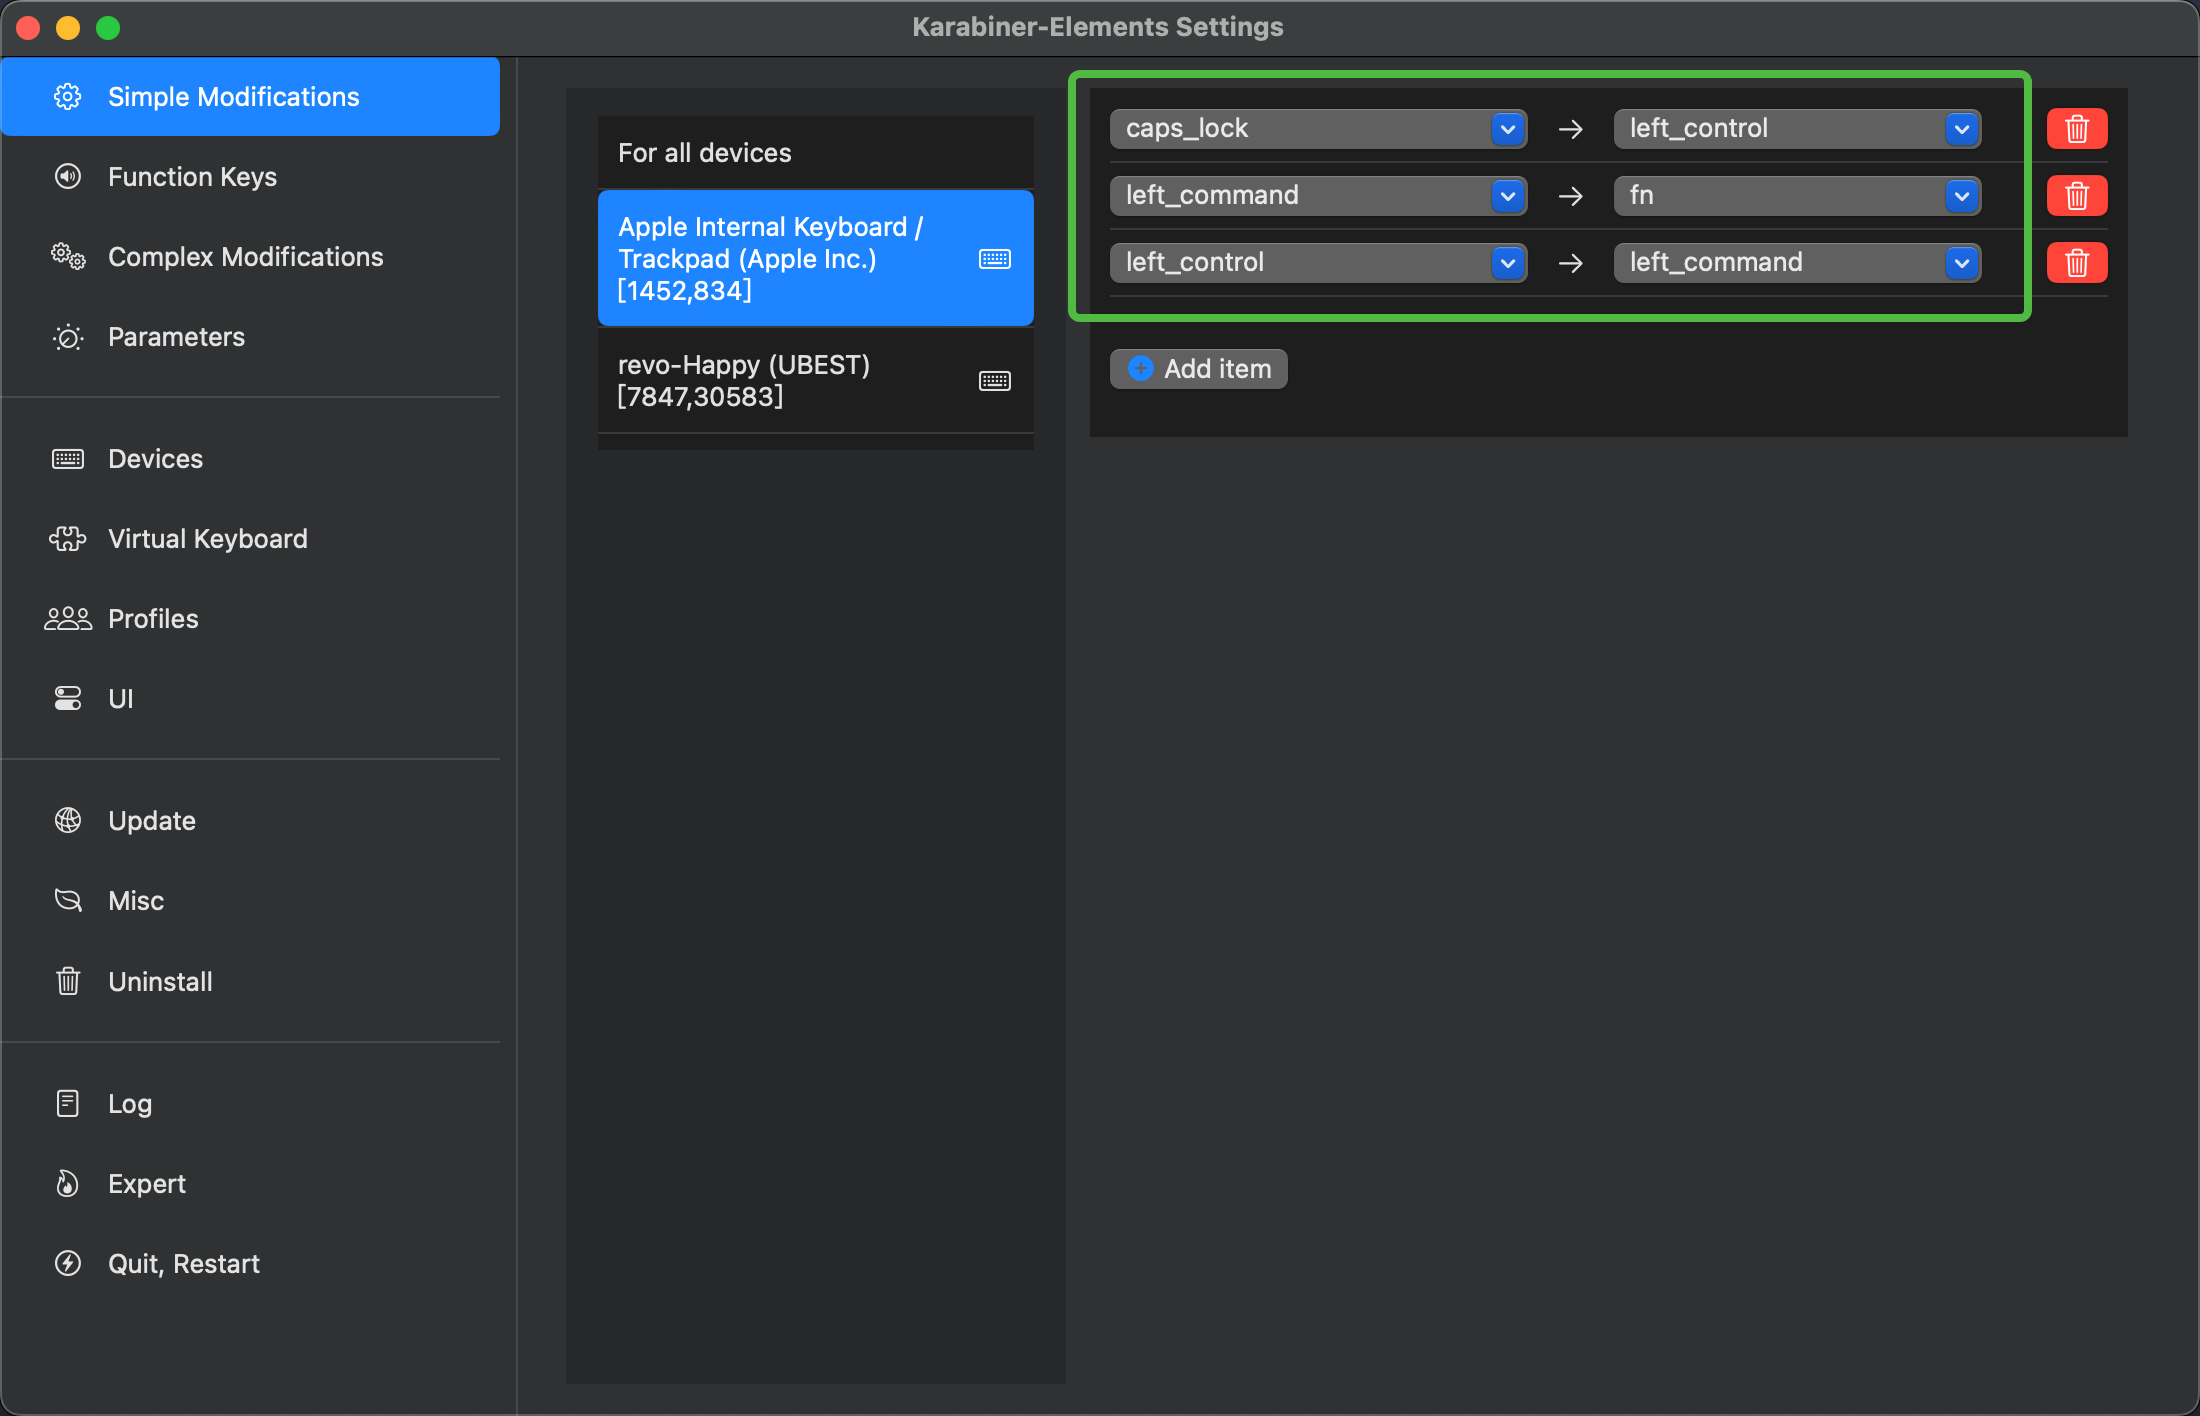 Karabiner-Elements Settings
Simple Modifications
Function Keys
Complex Modifications
Parameters
Devices
Virtual Keyboard
Profiles
UI
Update
Misc
Uninstall
Log
Expert
Quit, Restart
For all devices
Apple Internal Keyboard /
Trackpad (Apple Inc.)
[1452,834]
revo-Happy (UBEST)
[7847,30583]
caps_lock → left_control
left_command → fn
left_control → left_command
Add item